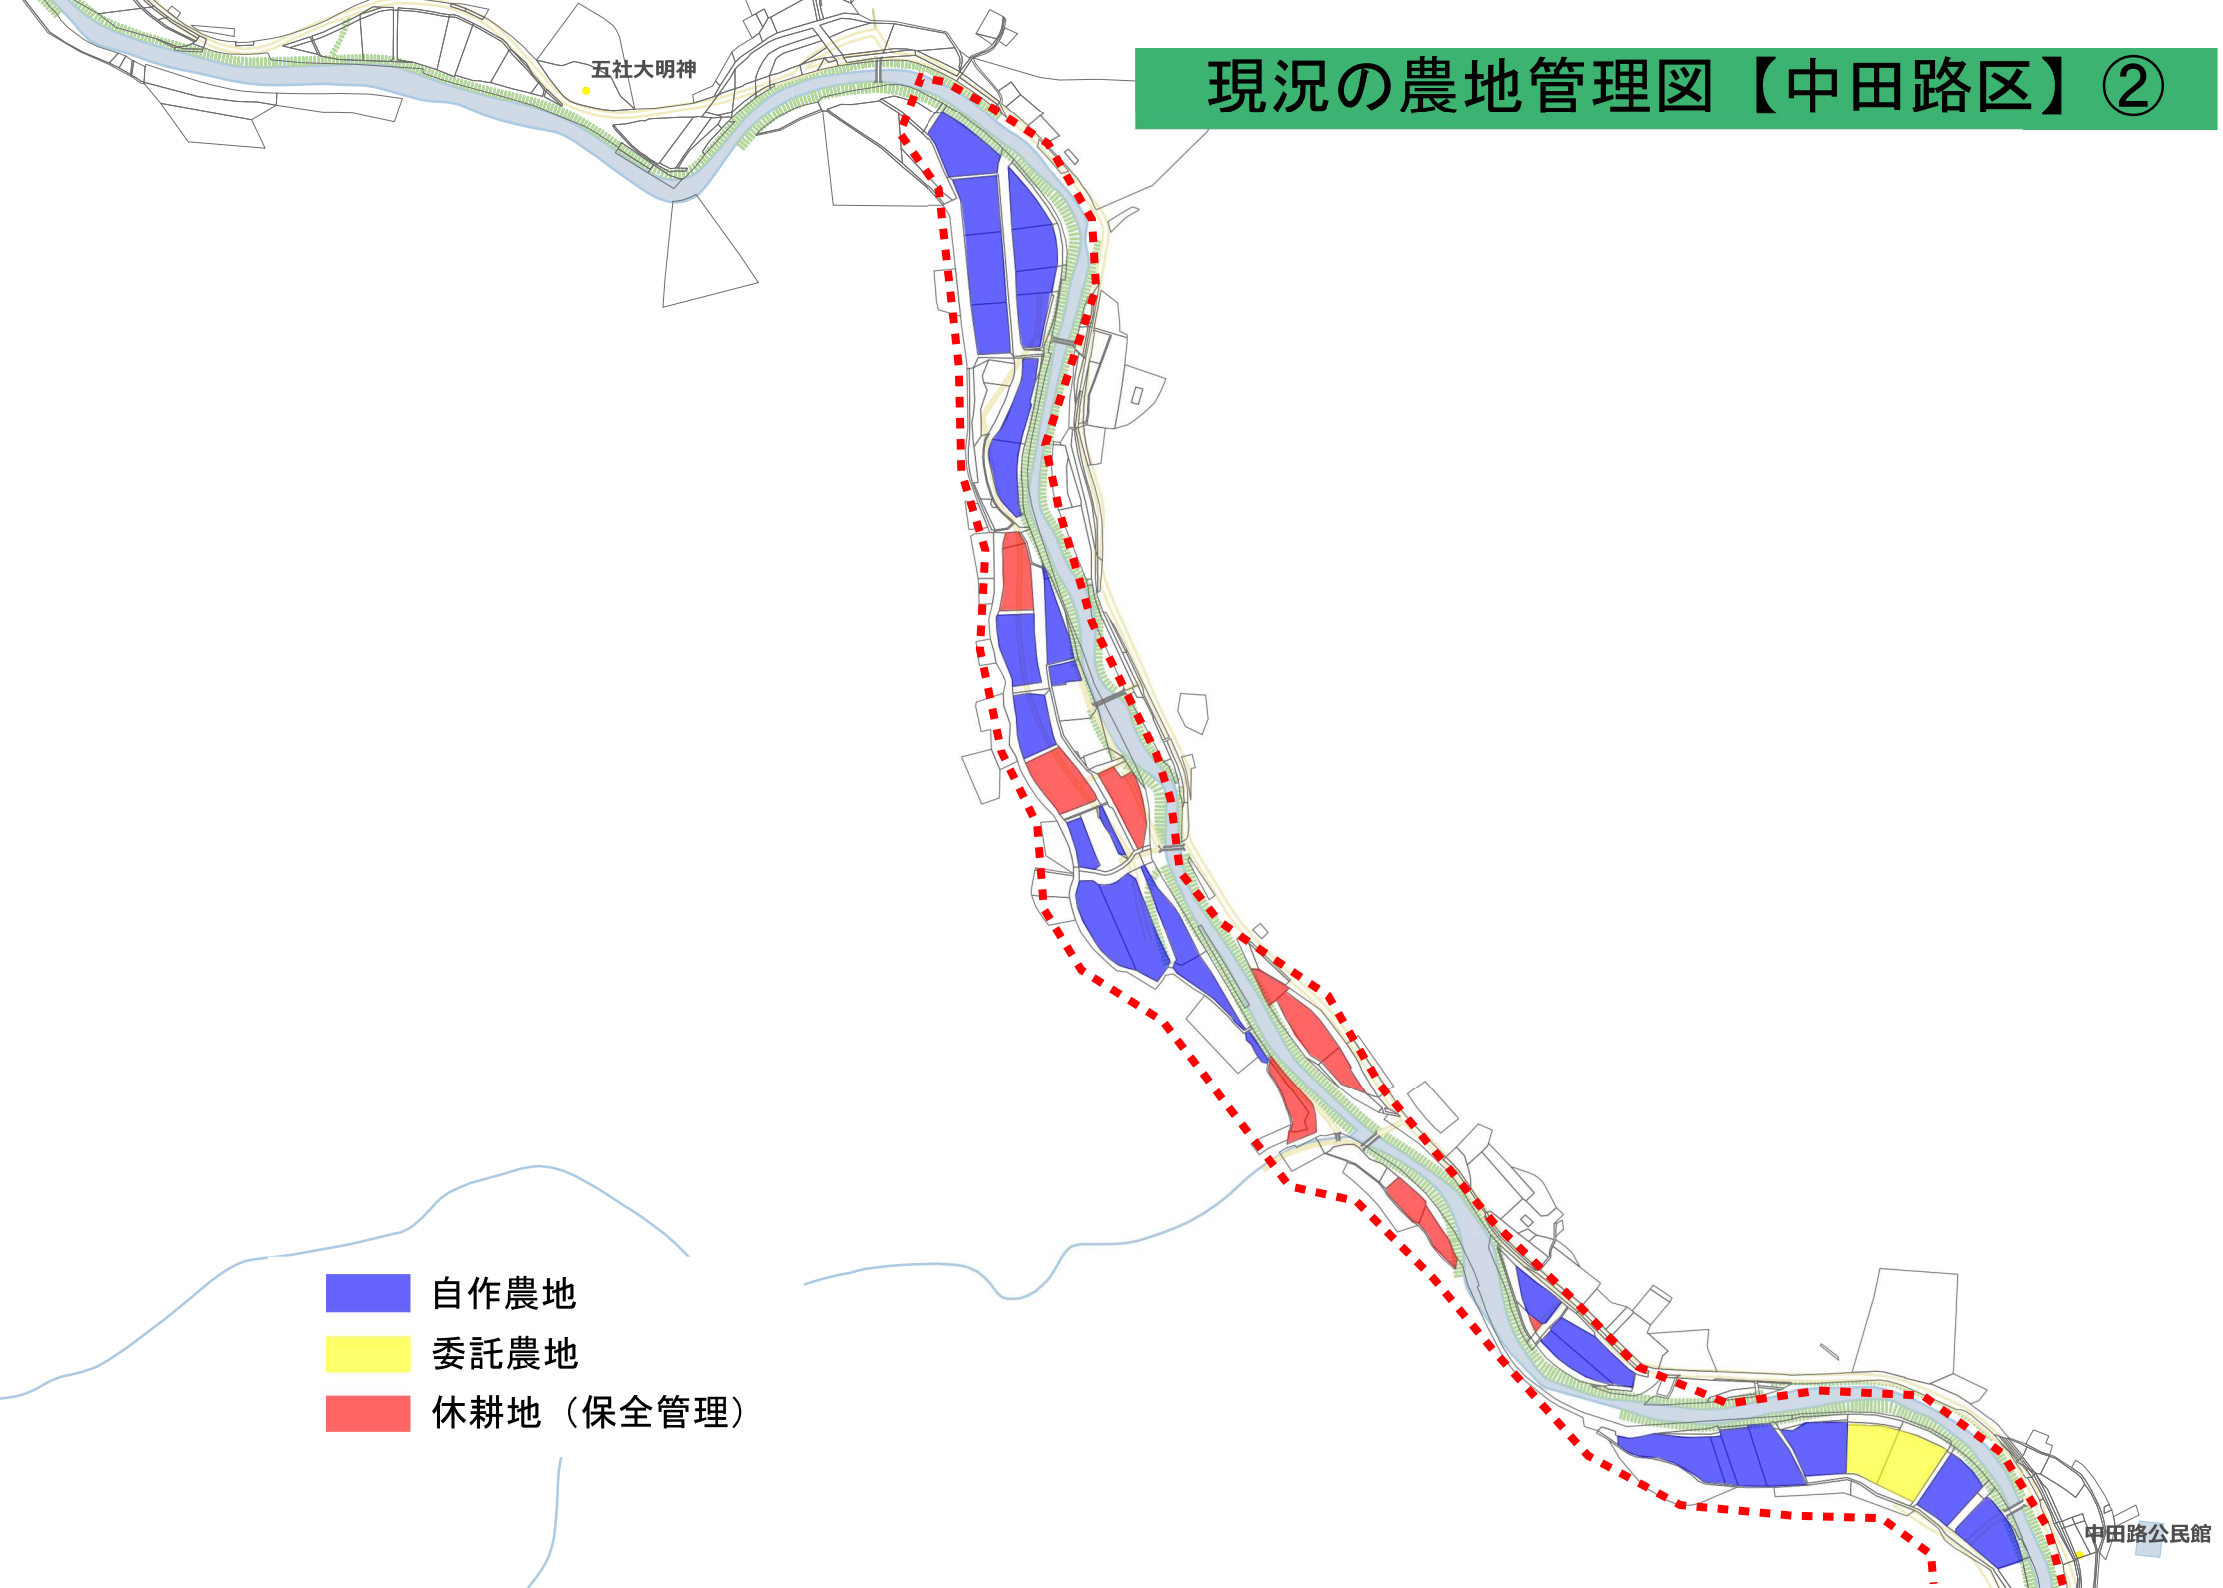 現況の農地管理図【中田路区】②
五社大明神
自作農地
委託農地
休耕地（保全管理）
中田路公民館